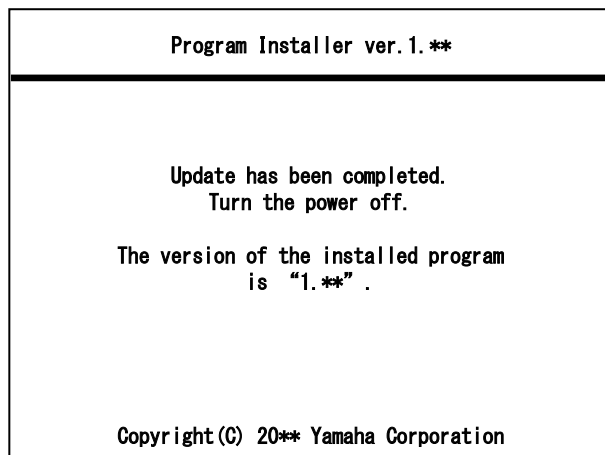 Program Installer ver.1.**
Update has been completed.
Turn the power off.
The version of the installed program
is “1.**”.
Copyright(C) 20** Yamaha Corporation